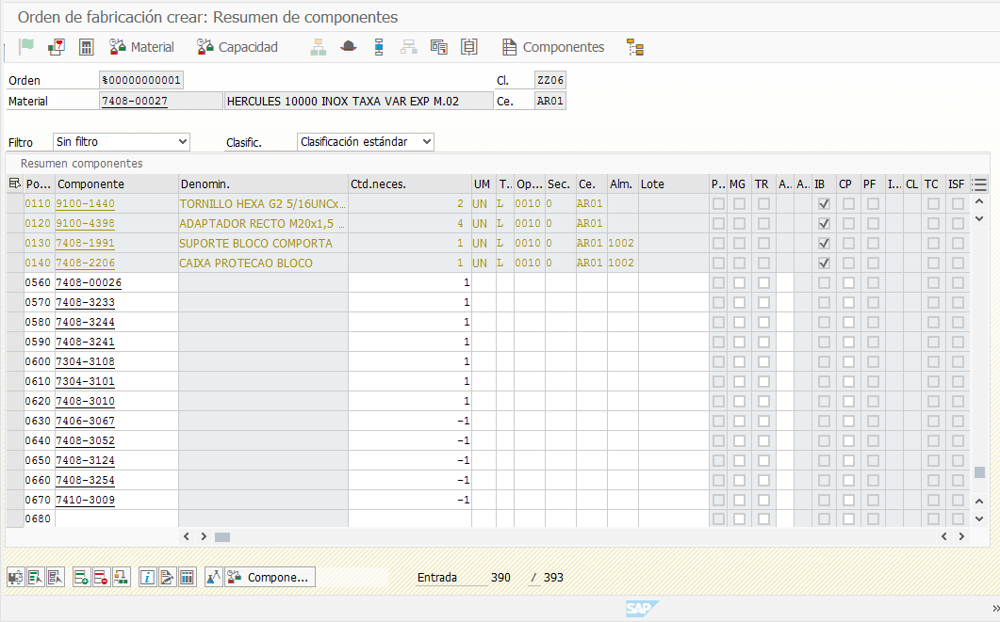 Orden de fabricación crear: Resumen de componentes
Material Capacidad Componentes
Orden %00000000001 Cl. ZZ06
Material 7408-00027 HERCULES 10000 INOX TAXA VAR EXP M.02 Ce. AR01
Filtro Sin filtro Clasific. Clasificación estándar
Resumen componentes
Po... Componente Denomin. Ctd.neces. UM T.. Op... Sec. Ce. Alm. Lote P.. MG TR A.. A.. IB CP PF I... CL TC ISF
0110 9100-1440 TORNILLO HEXA G2 5/16UNCx... 2 UN L 0010 0 AR01
0120 9100-4398 ADAPTADOR RECTO M20x1,5 ... 4 UN L 0010 0 AR01
0130 7408-1991 SUPORTE BLOCO COMPORTA 1 UN L 0010 0 AR01 1002
0140 7408-2206 CAIXA PROTECAO BLOCO 1 UN L 0010 0 AR01 1002
0560 7408-00026 1
0570 7408-3233 1
0580 7408-3244 1
0590 7408-3241 1
0600 7304-3108 1
0610 7304-3101 1
0620 7408-3010 1
0630 7406-3067 -1
0640 7408-3052 -1
0650 7408-3124 -1
0660 7408-3254 -1
0670 7410-3009 -1
0680
Compone... Entrada 390 / 393
SAP